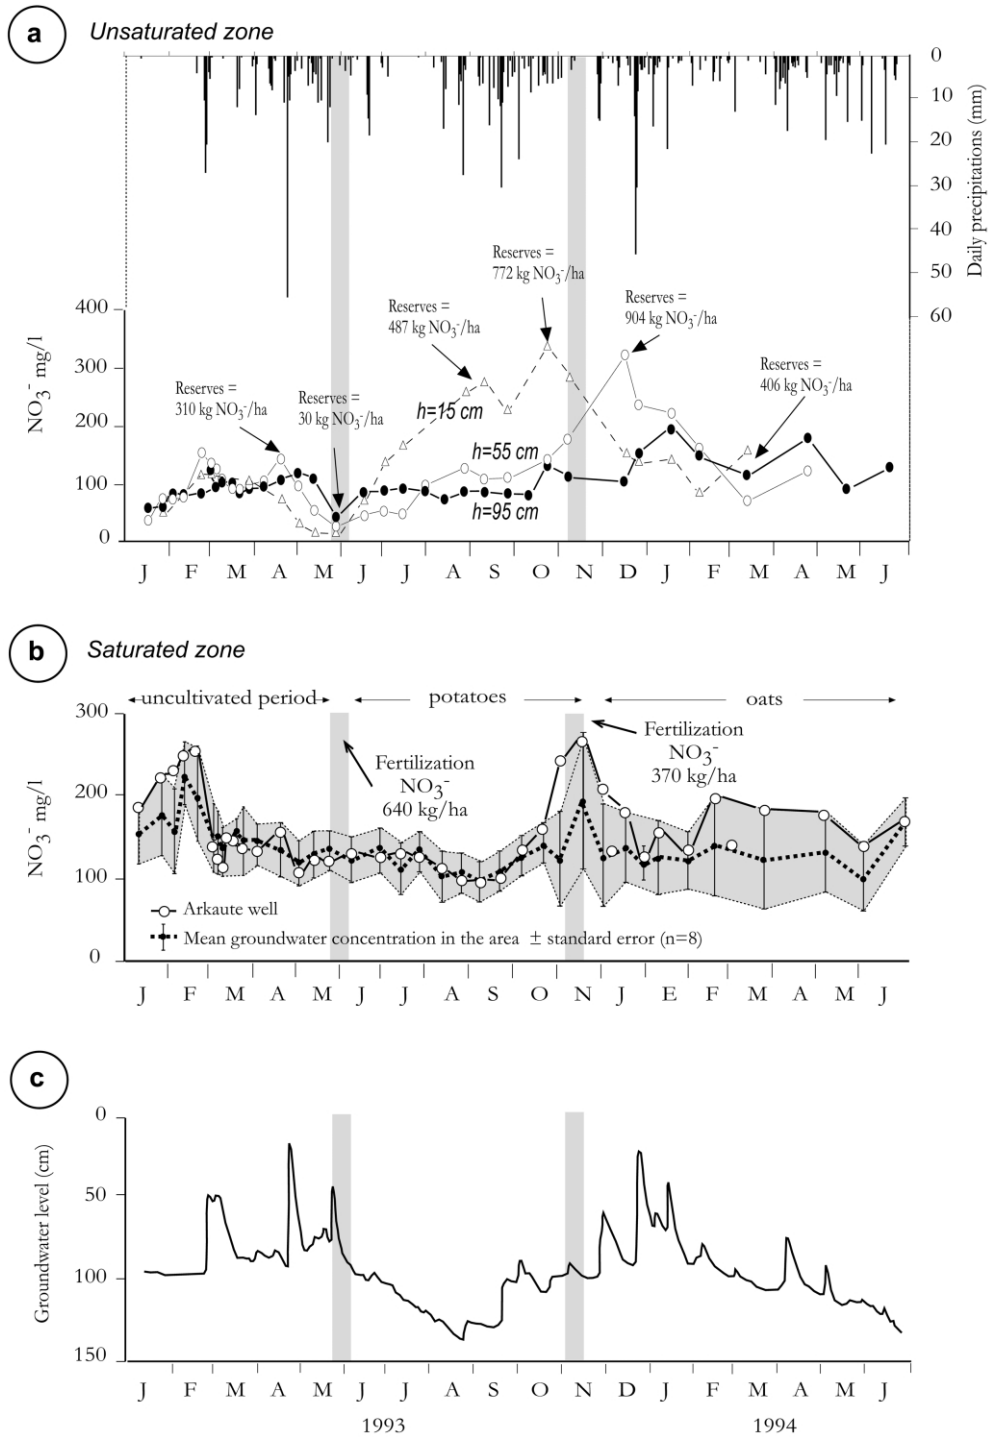 a
Unsaturated zone
0
10
20
30
40
50
60
Daily precipitations (mm)
Reserves =
772 kg NO₃⁻/ha
Reserves =
904 kg NO₃⁻/ha
Reserves =
487 kg NO₃⁻/ha
Reserves =
406 kg NO₃⁻/ha
Reserves =
310 kg NO₃⁻/ha
Reserves =
30 kg NO₃⁻/ha
h=15 cm
h=55 cm
h=95 cm
NO₃⁻ mg/l
400
300
200
100
0
J F M A M J J A S O N D J F M A M J
b
Saturated zone
uncultivated period potatoes oats
Fertilization
NO₃⁻
640 kg/ha
Fertilization
NO₃⁻
370 kg/ha
NO₃⁻ mg/l
300
200
100
0
Arkaute well
Mean groundwater concentration in the area ± standard error (n=8)
J F M A M J J A S O N J E F M A M J
c
Groundwater level (cm)
0
50
100
150
J F M A M J J A S O N D J F M A M J
1993 1994